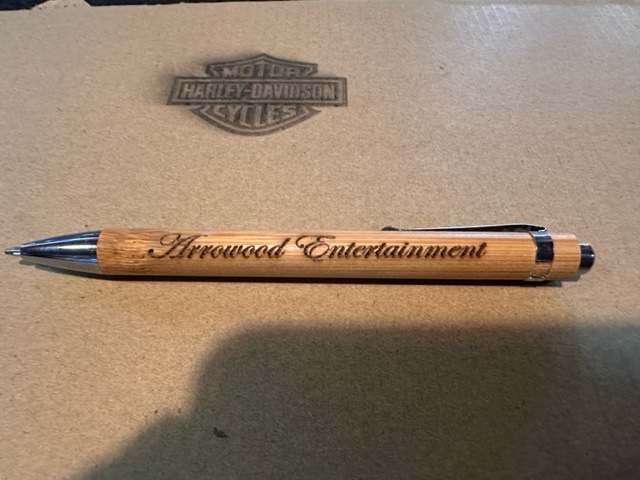 MOTOR
HARLEY-DAVIDSON
CYCLES
Arrowood Entertainment